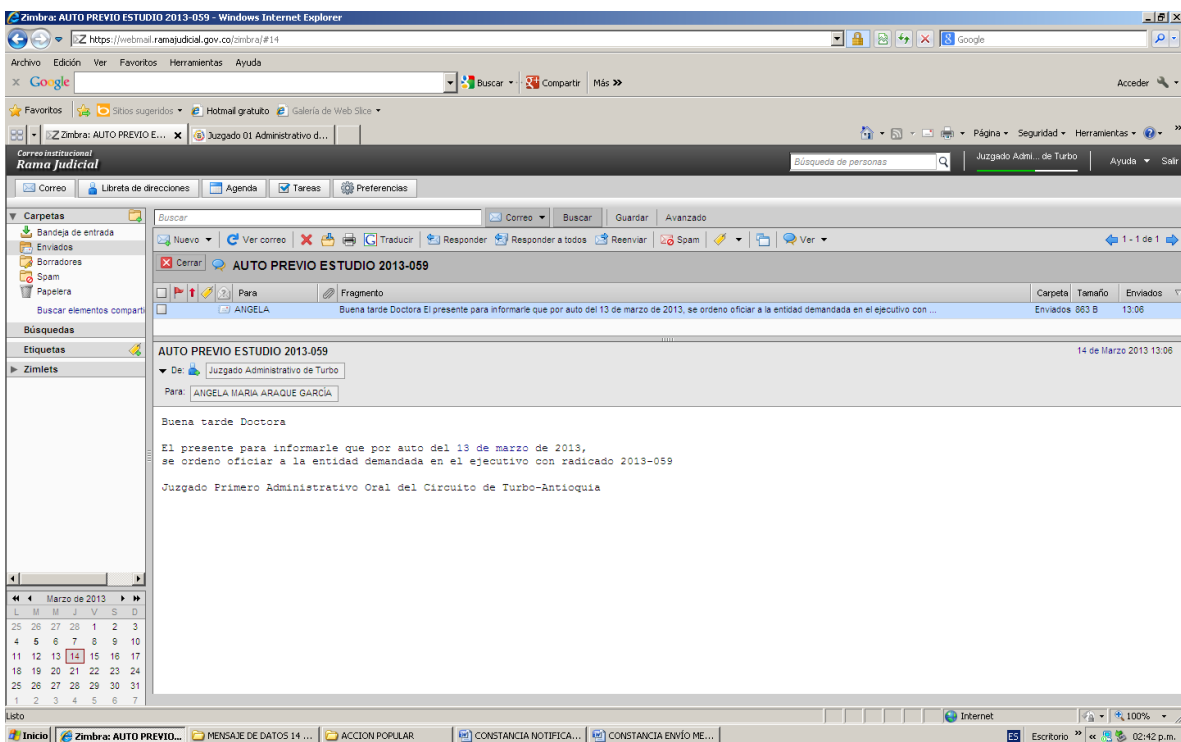 Zimbra: AUTO PREVIO ESTUDIO 2013-059 - Windows Internet Explorer
https://webmail.ramajudicial.gov.co/zimbra/#14
Google
Archivo Edición Ver Favoritos Herramientas Ayuda
x Google Buscar Compartir Más >> Acceder
Favoritos Sitios sugeridos Hotmail gratuito Galería de Web Slice
Zimbra: AUTO PREVIO E... x Juzgado 01 Administrativo d... Página Seguridad Herramientas >>
Correo institucional
Rama Judicial
Búsqueda de personas Juzgado Admi... de Turbo Ayuda Salir
Correo Libreta de direcciones Agenda Tareas Preferencias
Carpetas
Bandeja de entrada
Enviados
Borradores
Spam
Papelera
Buscar elementos comparti
Búsquedas
Etiquetas
Zimlets
Buscar Correo Buscar Guardar Avanzado
Nuevo Ver correo Traducir Responder Responder a todos Reenviar Spam Ver 1 - 1 de 1
Cerrar AUTO PREVIO ESTUDIO 2013-059
Para Fragmento Carpeta Tamaño Enviados
ANGELA Buena tarde Doctora El presente para informarle que por auto del 13 de marzo de 2013, se ordeno oficiar a la entidad demandada en el ejecutivo con ... Enviados 863 B 13:06
AUTO PREVIO ESTUDIO 2013-059 14 de Marzo 2013 13:06
De: Juzgado Administrativo de Turbo
Para: ANGELA MARIA ARAQUE GARCÍA
Buena tarde Doctora
El presente para informarle que por auto del 13 de marzo de 2013,
se ordeno oficiar a la entidad demandada en el ejecutivo con radicado 2013-059
Juzgado Primero Administrativo Oral del Circuito de Turbo-Antioquia
Marzo de 2013
L M M J V S D
25 26 27 28 1 2 3
4 5 6 7 8 9 10
11 12 13 14 15 16 17
18 19 20 21 22 23 24
25 26 27 28 29 30 31
1 2 3 4 5 6 7
Listo Internet 100%
Inicio Zimbra: AUTO PREVIO... MENSAJE DE DATOS 14 ... ACCION POPULAR CONSTANCIA NOTIFICA... CONSTANCIA ENVÍO ME... ES Escritorio >> << 02:42 p.m.